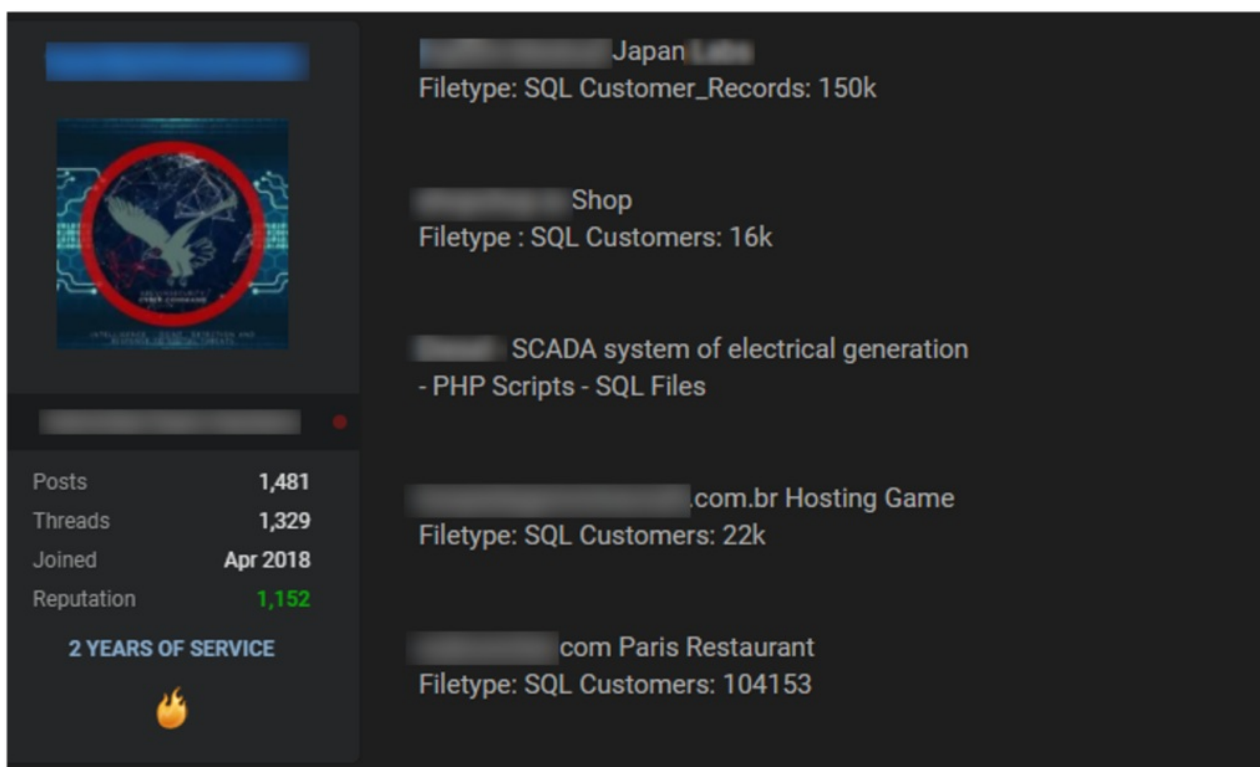 Japan
Filetype: SQL Customer_Records: 150k
Shop
Filetype : SQL Customers: 16k
SCADA system of electrical generation
- PHP Scripts - SQL Files
.com.br Hosting Game
Filetype: SQL Customers: 22k
com Paris Restaurant
Filetype: SQL Customers: 104153
CYBER COMMAND
Posts 1,481
Threads 1,329
Joined Apr 2018
Reputation 1,152
2 YEARS OF SERVICE